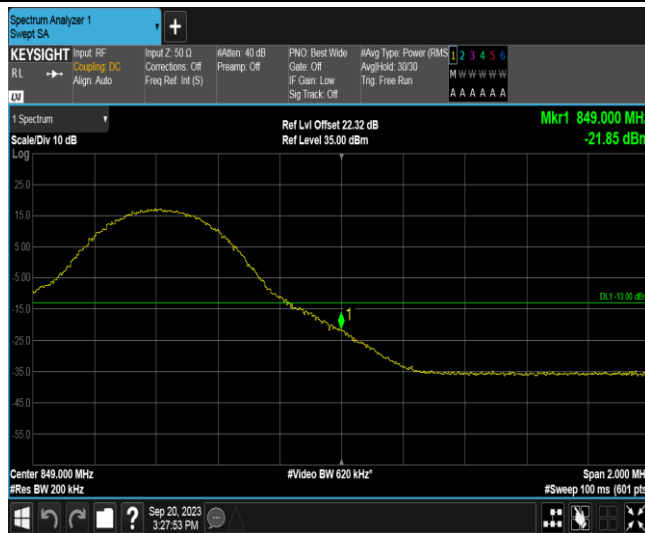 Spectrum Analyzer 1
Swept SA
KEYSIGHT
RL
LXI
Input: RF
Coupling: DC
Align: Auto
Input Z: 50 Ω
Corrections: Off
Freq Ref: Int (S)
#Atten: 40 dB
Preamp: Off
PNO: Best Wide
Gate: Off
IF Gain: Low
Sig Track: Off
#Avg Type: Power (RMS
Avg|Hold: 30/30
Trig: Free Run
1 2 3 4 5 6
M W W W W W
A A A A A A
1 Spectrum
Scale/Div 10 dB
Ref Lvl Offset 22.32 dB
Ref Level 35.00 dBm
Mkr1 849.000 MHz
-21.85 dBm
Log
25.0
15.0
5.00
-5.00
DL1 -13.00 dBm
-15.0
1
-25.0
-35.0
-45.0
-55.0
Center 849.000 MHz
#Video BW 620 kHz*
Span 2.000 MHz
#Res BW 200 kHz
#Sweep 100 ms (601 pts)
?
Sep 20, 2023
3:27:53 PM